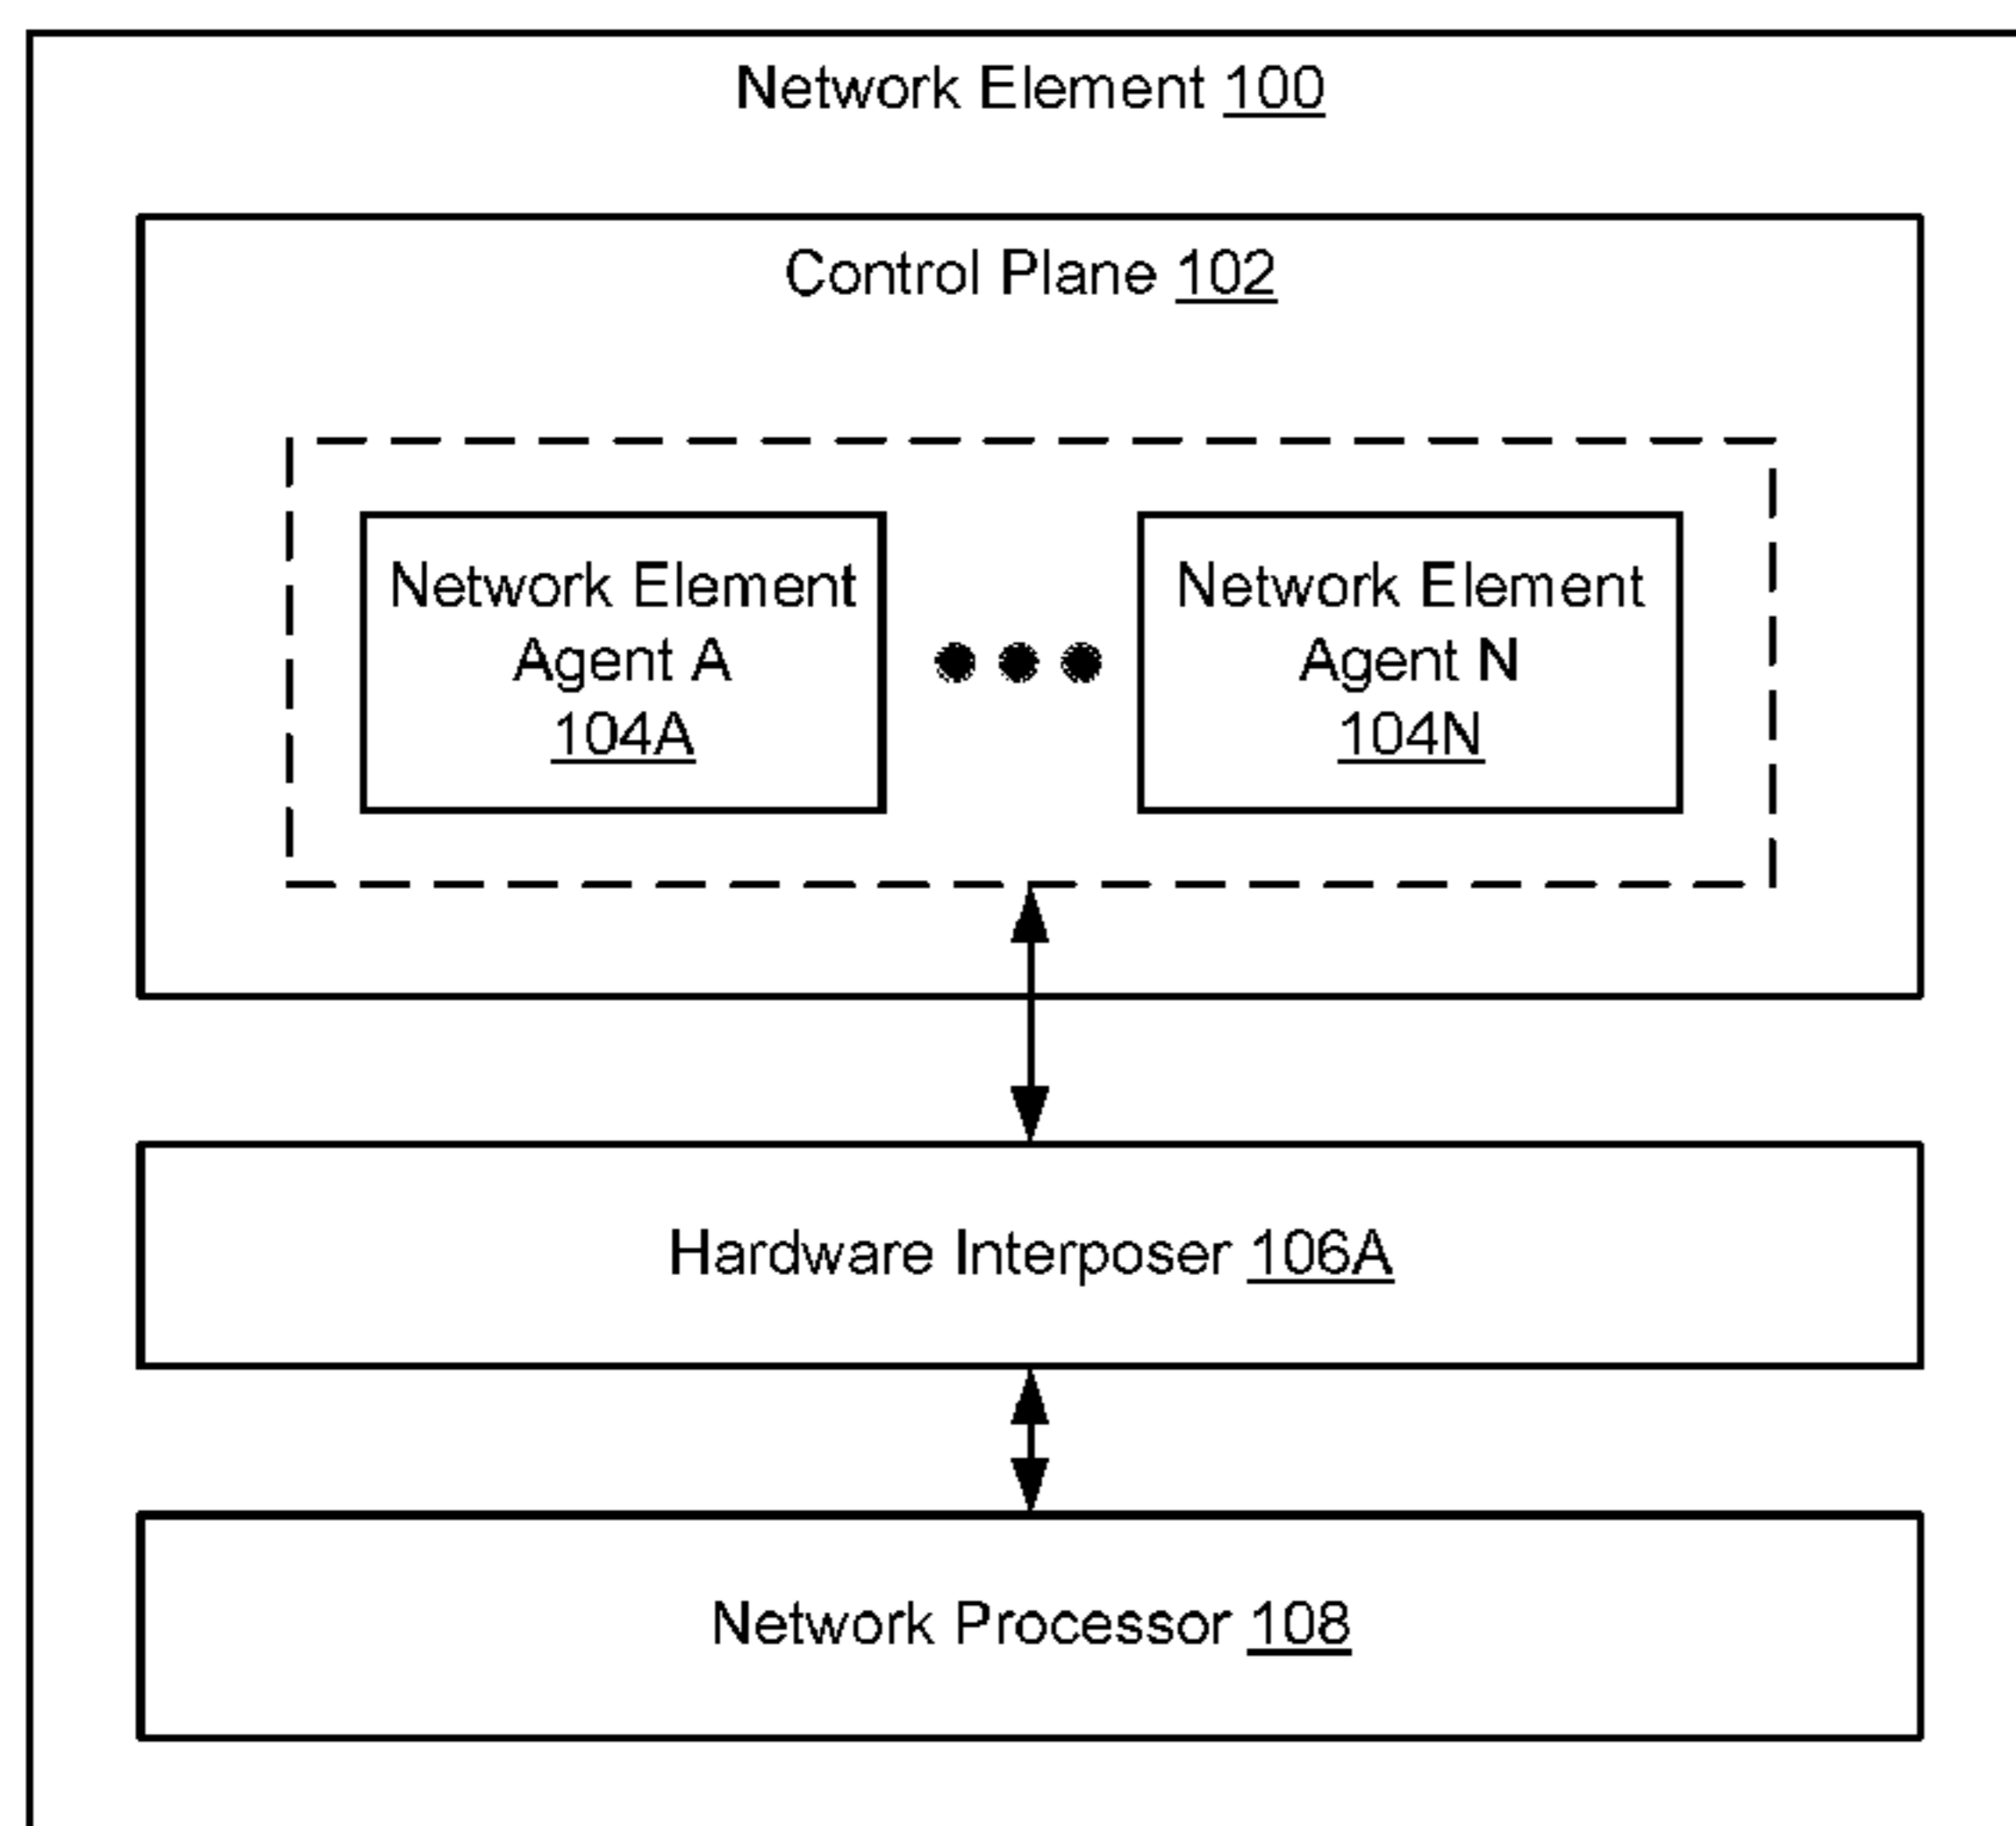 Network Element 100
Control Plane 102
Network Element
Agent A
104A
Network Element
Agent N
104N
Hardware Interposer 106A
Network Processor 108